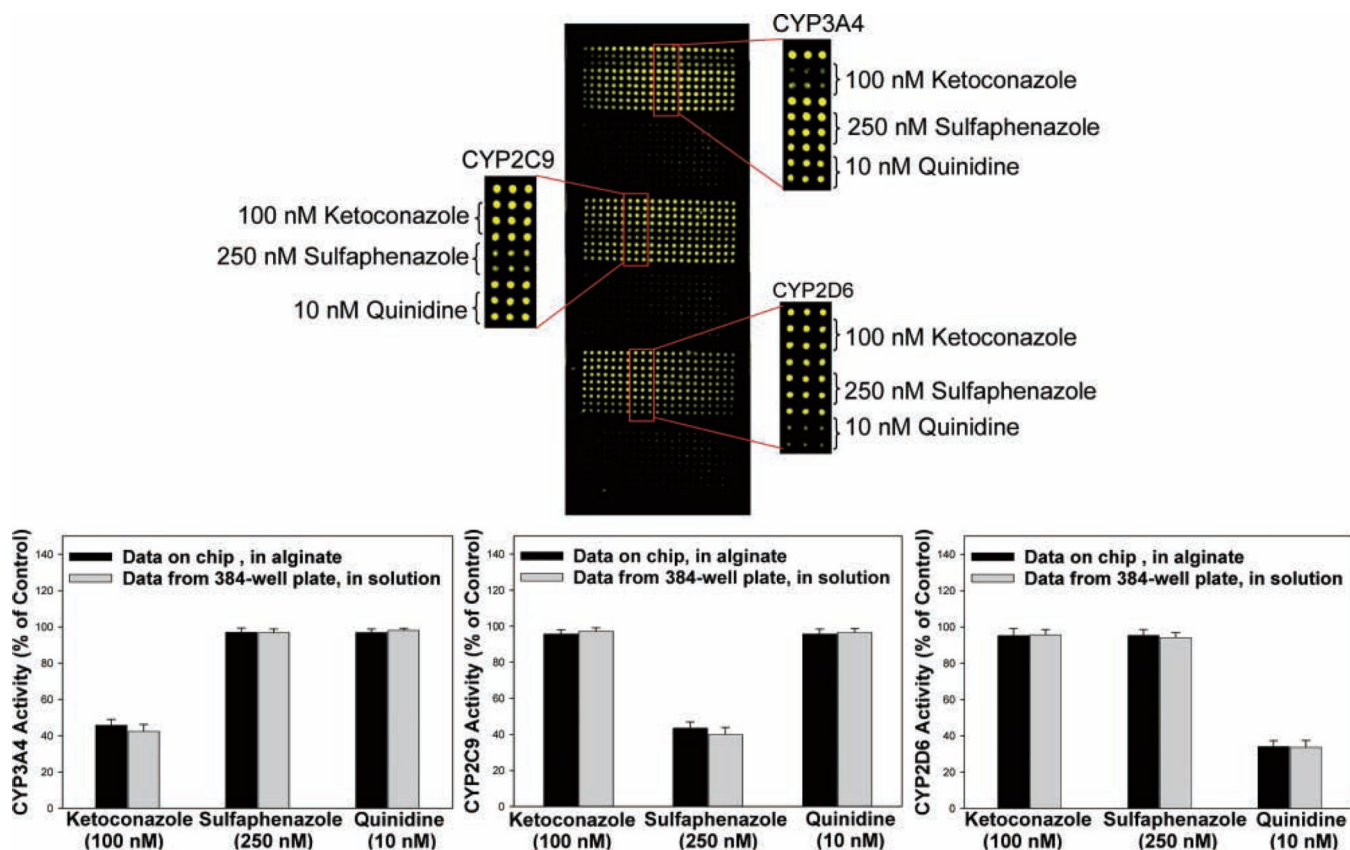 CYP3A4
100 nM Ketoconazole
250 nM Sulfaphenazole
10 nM Quinidine
CYP2C9
100 nM Ketoconazole
250 nM Sulfaphenazole
10 nM Quinidine
CYP2D6
100 nM Ketoconazole
250 nM Sulfaphenazole
10 nM Quinidine
CYP3A4 Activity (% of Control)
140
120
100
80
60
40
20
0
Data on chip , in alginate
Data from 384-well plate, in solution
Ketoconazole Sulfaphenazole Quinidine
(100 nM) (250 nM) (10 nM)
CYP2C9 Activity (% of Control)
140
120
100
80
60
40
20
0
Data on chip, in alginate
Data from 384-well plate, in solution
Ketoconazole Sulfaphenazole Quinidine
(100 nM) (250 nM) (10 nM)
CYP2D6 Activity (% of Control)
140
120
100
80
60
40
20
0
Data on chip , in alginate
Data from 384-well plate, in solution
Ketoconazole Sulfaphenazole Quinidine
(100 nM) (250 nM) (10 nM)